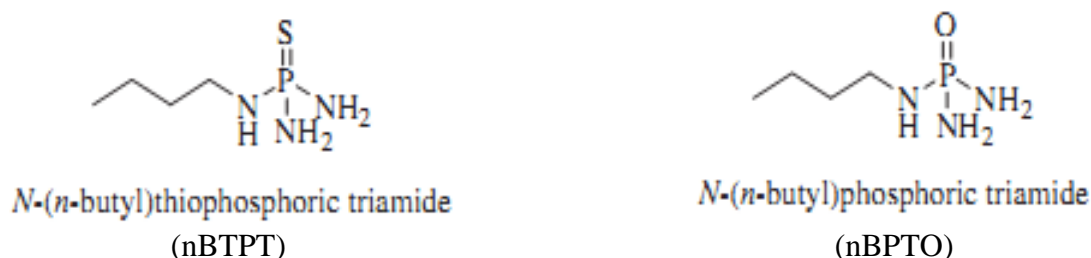 S
P
N
H
NH2
NH2
N-(n-butyl)thiophosphoric triamide
(nBTPT)
O
P
N
H
NH2
NH2
N-(n-butyl)phosphoric triamide
(nBPTO)